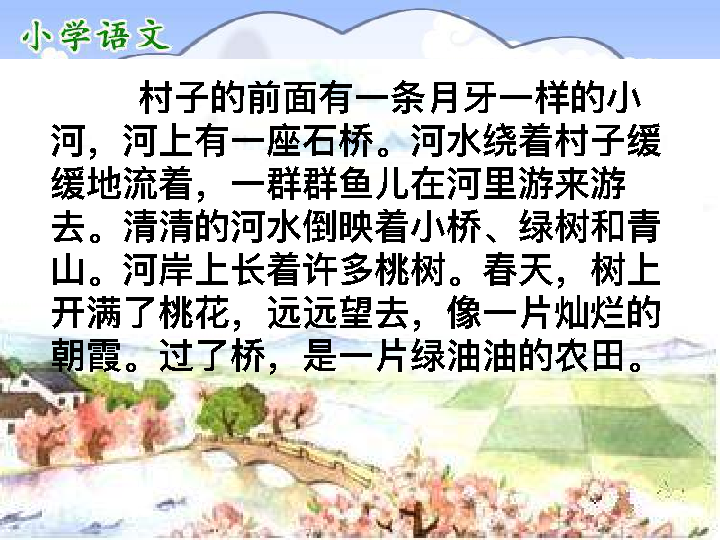 小学语文
村子的前面有一条月牙一样的小
河，河上有一座石桥。河水绕着村子缓
缓地流着，一群群鱼儿在河里游来游
去。清清的河水倒映着小桥、绿树和青
山。河岸上长着许多桃树。春天，树上
开满了桃花，远远望去，像一片灿烂的
朝霞。过了桥，是一片绿油油的农田。